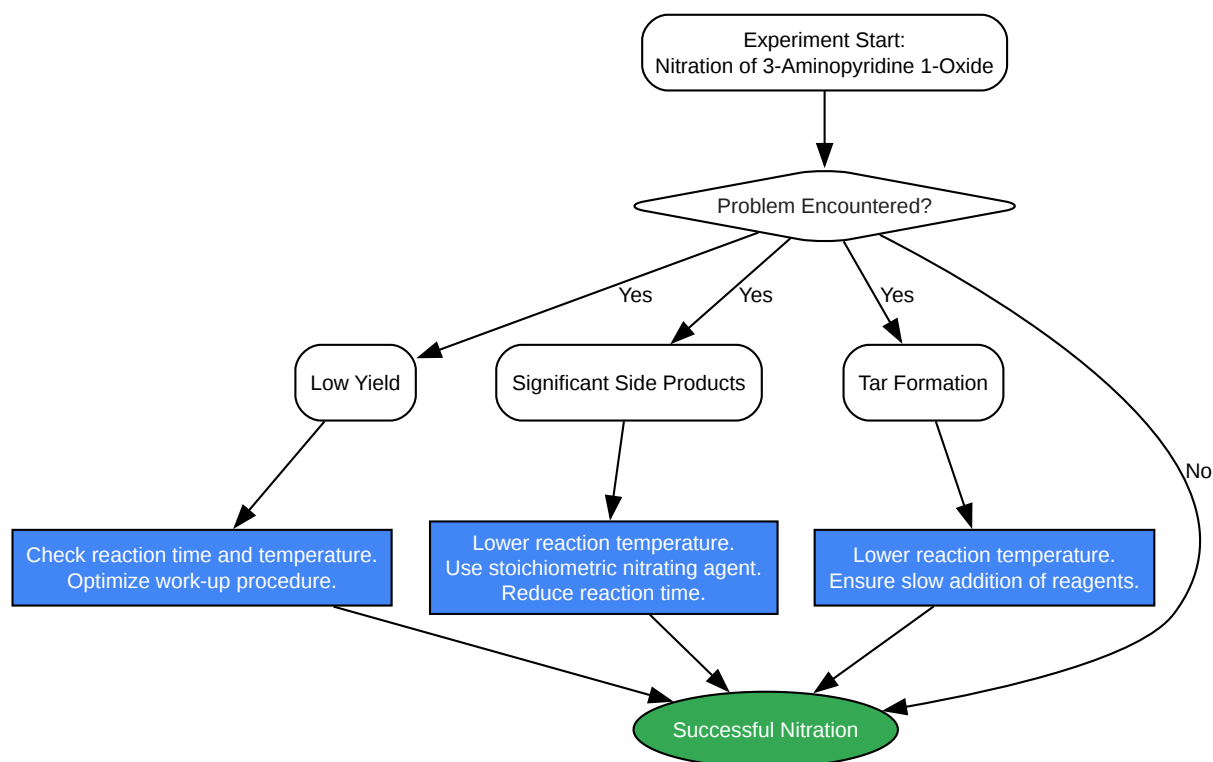 Experiment Start:
Nitration of 3-Aminopyridine 1-Oxide
Problem Encountered?
Yes
Yes
Yes
Low Yield
Significant Side Products
Tar Formation
No
Check reaction time and temperature.
Optimize work-up procedure.
Lower reaction temperature.
Use stoichiometric nitrating agent.
Reduce reaction time.
Lower reaction temperature.
Ensure slow addition of reagents.
Successful Nitration